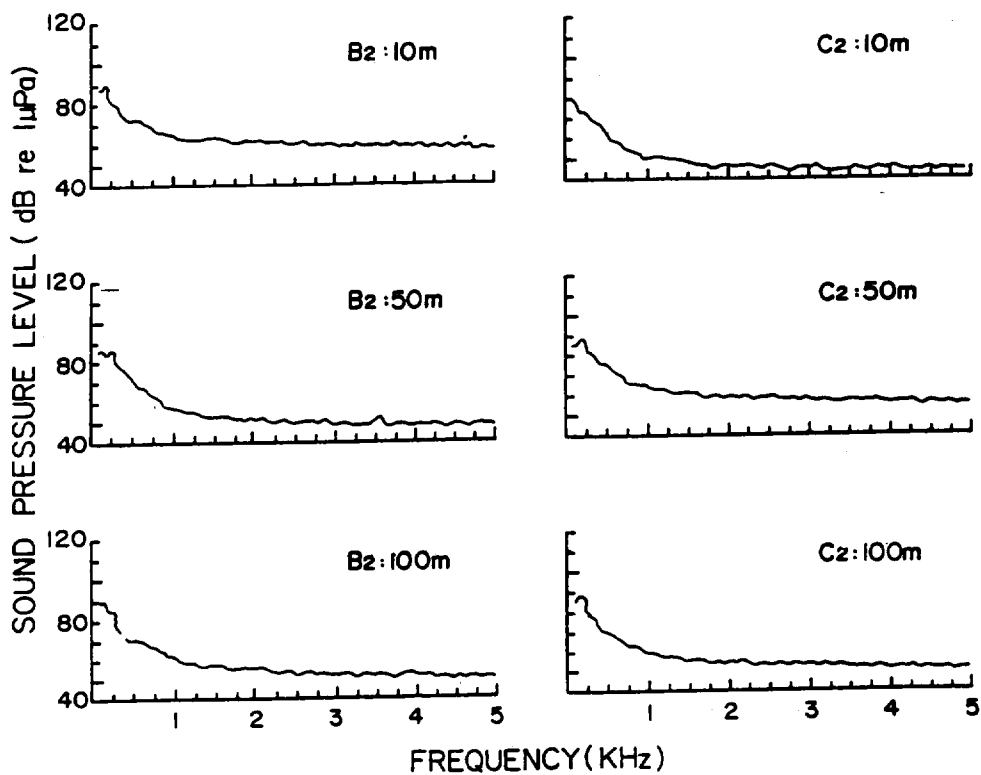 SOUND PRESSURE LEVEL ( dB re 1μPa)
120
80
40
B2:10m
C2:10m
120
80
40
B2:50m
C2:50m
120
80
40
B2:100m
C2:100m
1 2 3 4 5
1 2 3 4 5
FREQUENCY(KHz)